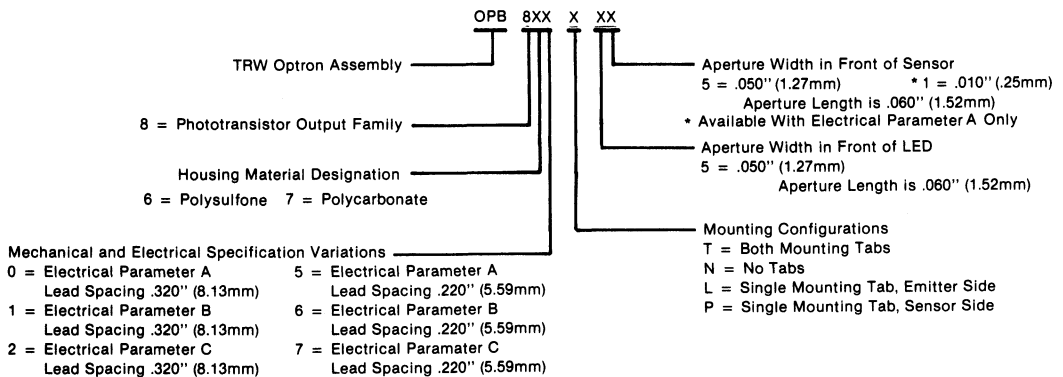 OPB 8XX X XX
TRW Optron Assembly
8 = Phototransistor Output Family
Housing Material Designation
6 = Polysulfone 7 = Polycarbonate
Mechanical and Electrical Specification Variations
0 = Electrical Parameter A
Lead Spacing .320'' (8.13mm)
1 = Electrical Parameter B
Lead Spacing .320'' (8.13mm)
2 = Electrical Parameter C
Lead Spacing .320'' (8.13mm)
5 = Electrical Parameter A
Lead Spacing .220'' (5.59mm)
6 = Electrical Parameter B
Lead Spacing .220'' (5.59mm)
7 = Electrical Paramater C
Lead Spacing .220'' (5.59mm)
Aperture Width in Front of Sensor
5 = .050'' (1.27mm) * 1 = .010'' (.25mm)
Aperture Length is .060'' (1.52mm)
* Available With Electrical Parameter A Only
Aperture Width in Front of LED
5 = .050'' (1.27mm)
Aperture Length is .060'' (1.52mm)
Mounting Configurations
T = Both Mounting Tabs
N = No Tabs
L = Single Mounting Tab, Emitter Side
P = Single Mounting Tab, Sensor Side